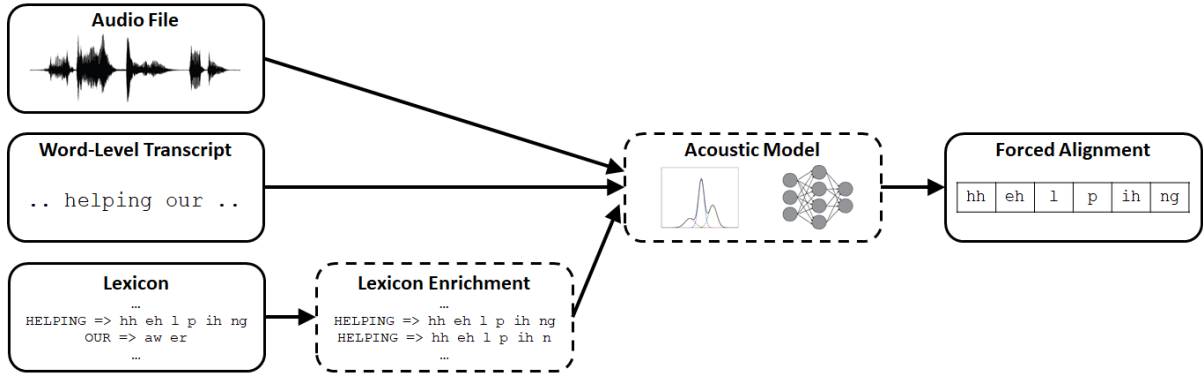 Audio File
Word-Level Transcript
.. helping our ..
Lexicon
…
HELPING => hh eh l p ih ng
OUR => aw er
…
Lexicon Enrichment
…
HELPING => hh eh l p ih ng
HELPING => hh eh l p ih n
…
Acoustic Model
Forced Alignment
hh eh l p ih ng